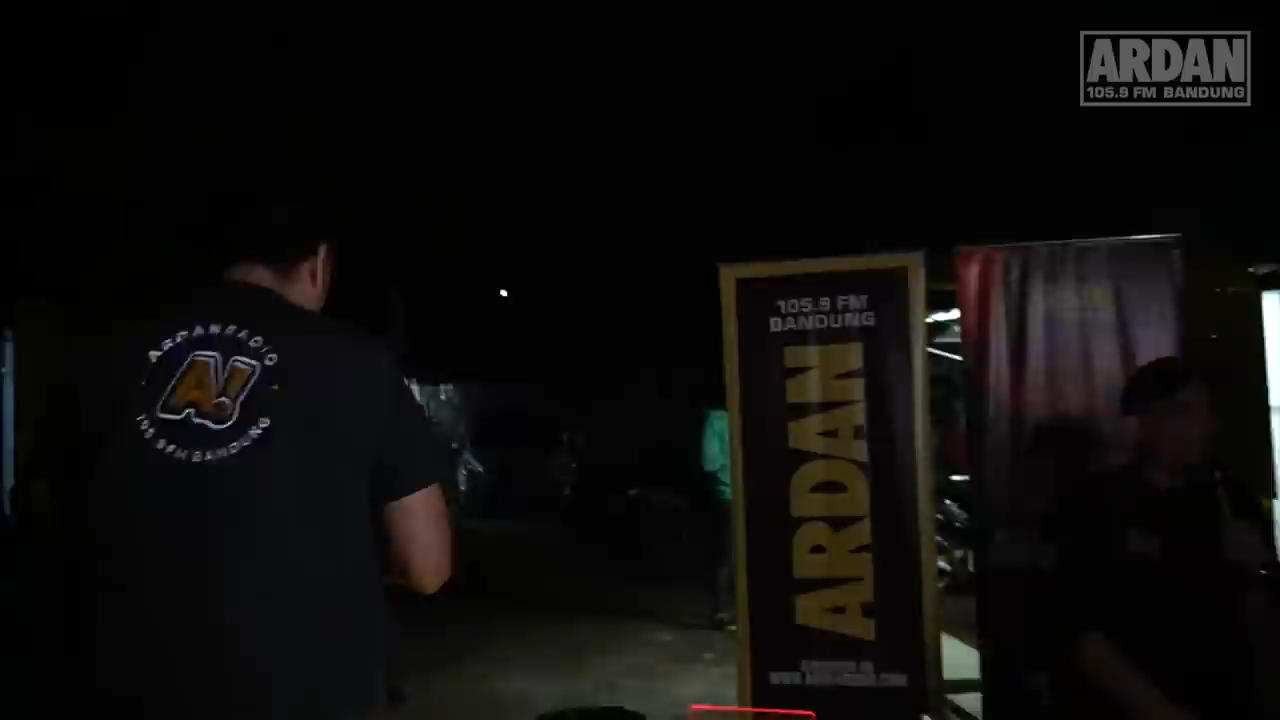 ARDAN
105.9 FM BANDUNG
ARDANRADIO
A!
105.9FM BANDUNG
105.9 FM
BANDUNG
ARDAN